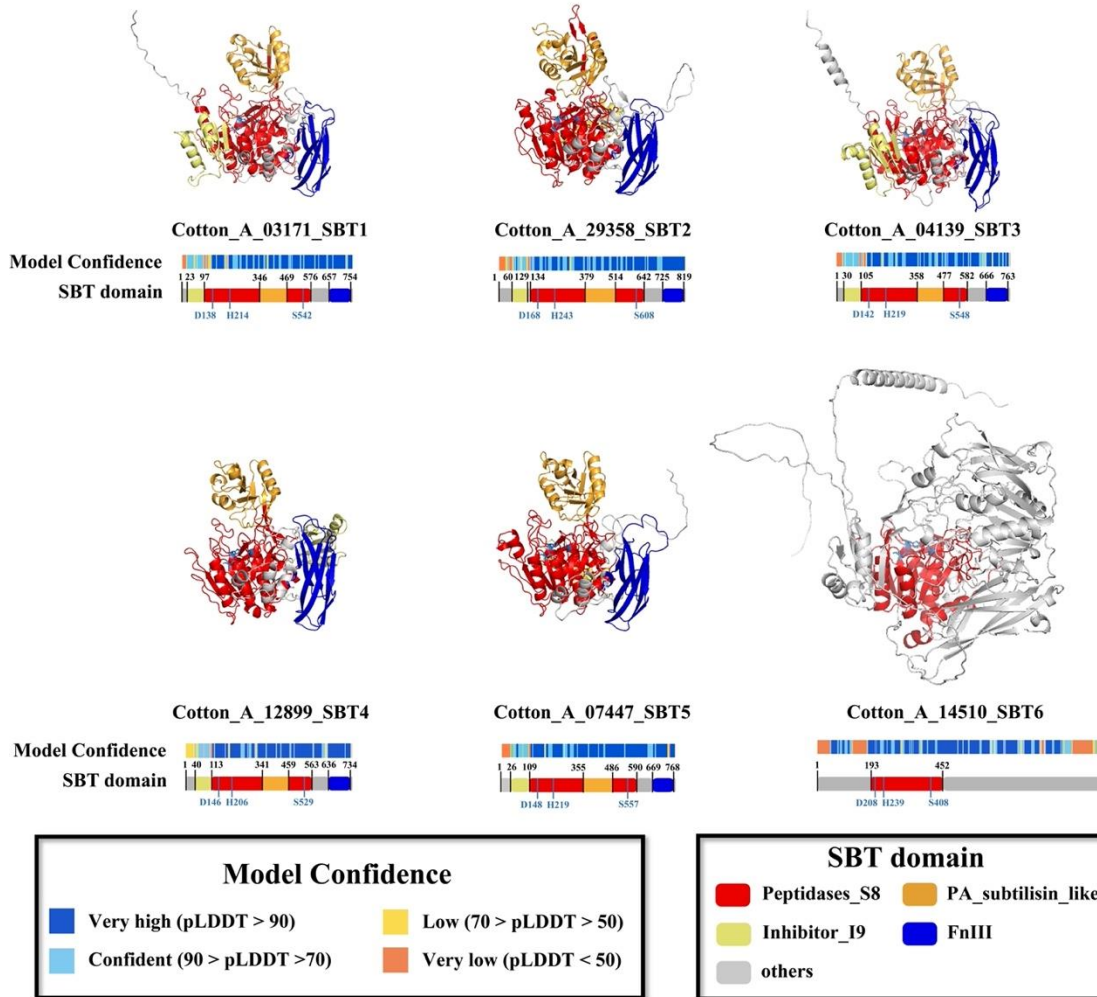 Cotton_A_03171_SBT1 Cotton_A_29358_SBT2 Cotton_A_04139_SBT3
Model Confidence
1 23 97 346 469 576 657 754 1 60 129 134 379 514 642 725 819 1 30 105 358 477 582 666 763
SBT domain
D138 H214 S542 D168 H243 S608 D142 H219 S548
Cotton_A_12899_SBT4 Cotton_A_07447_SBT5 Cotton_A_14510_SBT6
Model Confidence
1 40 113 341 459 563 636 734 1 26 109 355 486 590 669 768 1 193 452
SBT domain
D146 H206 S529 D148 H219 S557 D208 H239 S408
Model Confidence
Very high (pLDDT > 90) Low (70 > pLDDT > 50)
Confident (90 > pLDDT >70) Very low (pLDDT < 50)
SBT domain
Peptidases_S8 PA_subtilisin_like
Inhibitor_I9 FnIII
others